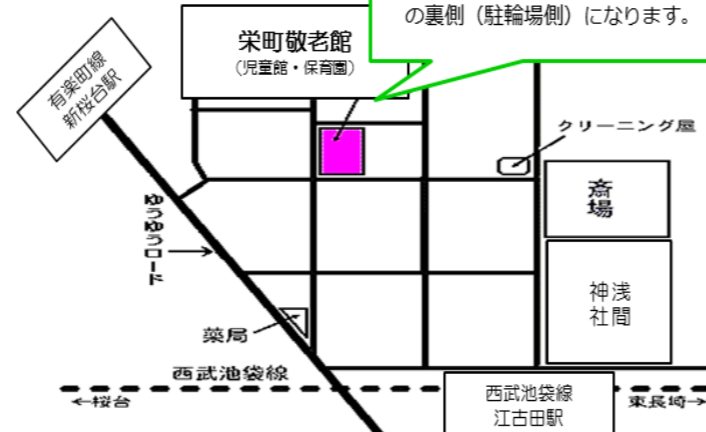 の裏側（駐輪場側）になります。
栄町敬老館
（児童館・保育園）
有楽町線
新桜台駅
クリーニング屋
斎場
ゆうゆうロード
浅間
神社
薬局
西武池袋線
←桜台
西武池袋線
江古田駅
東長崎→